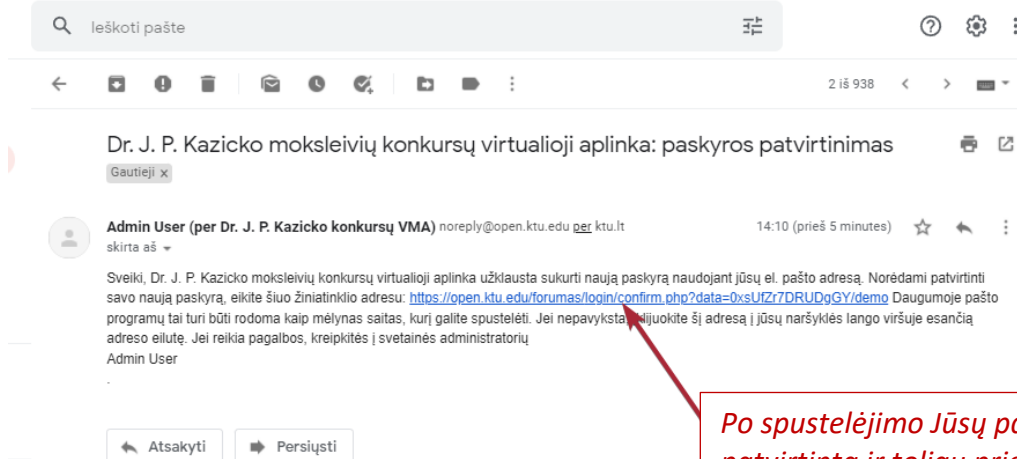 Ieškoti pašte
2 iš 938
Dr. J. P. Kazicko moksleivių konkursų virtualioji aplinka: paskyros patvirtinimas
Gautieji x
Admin User (per Dr. J. P. Kazicko konkursų VMA) noreply@open.ktu.edu per ktu.lt 14:10 (prieš 5 minutes)
skirta aš
Sveiki, Dr. J. P. Kazicko moksleivių konkursų virtualioji aplinka užklausta sukurti naują paskyrą naudojant jūsų el. pašto adresą. Norėdami patvirtinti
savo naują paskyrą, eikite šiuo žiniatinklio adresu: https://open.ktu.edu/forumas/login/confirm.php?data=0xsUfZr7DRUDgGY/demo Daugumoje pašto
programų tai turi būti rodoma kaip mėlynas saitas, kurį galite spustelėti. Jei nepavyksta, klijuokite šį adresą į jūsų naršyklės lango viršuje esančią
adreso eilutę. Jei reikia pagalbos, kreipkitės į svetainės administratorių
Admin User
.
Atsakyti Persiųsti
Po spustelėjimo Jūsų pa